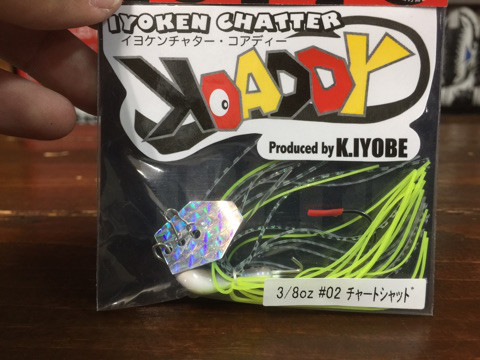 IYOKEN CHATTER
イヨケンチャター・コアディー
KOADDY
Produced by K.IYOBE
3/8oz #02 チャートシャッド